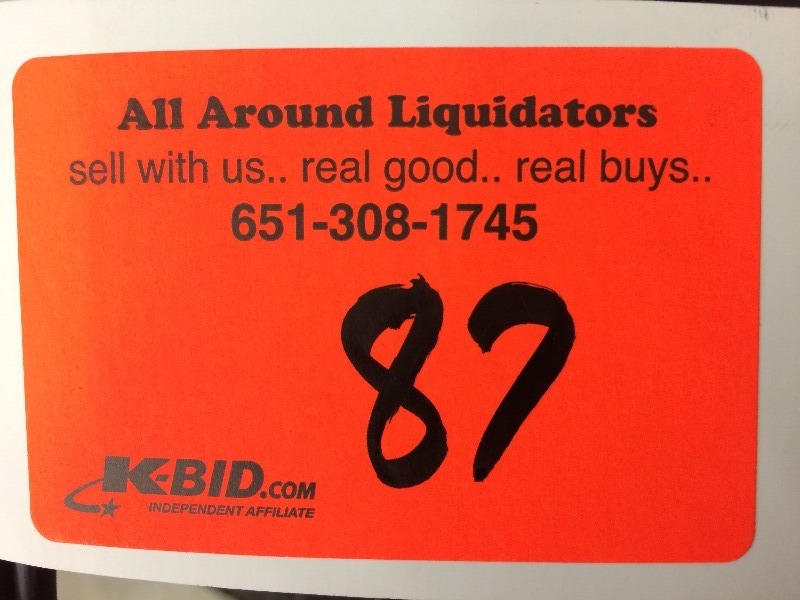 All Around Liquidators
sell with us.. real good.. real buys..
651-308-1745
87
K-BID.COM
INDEPENDENT AFFILIATE